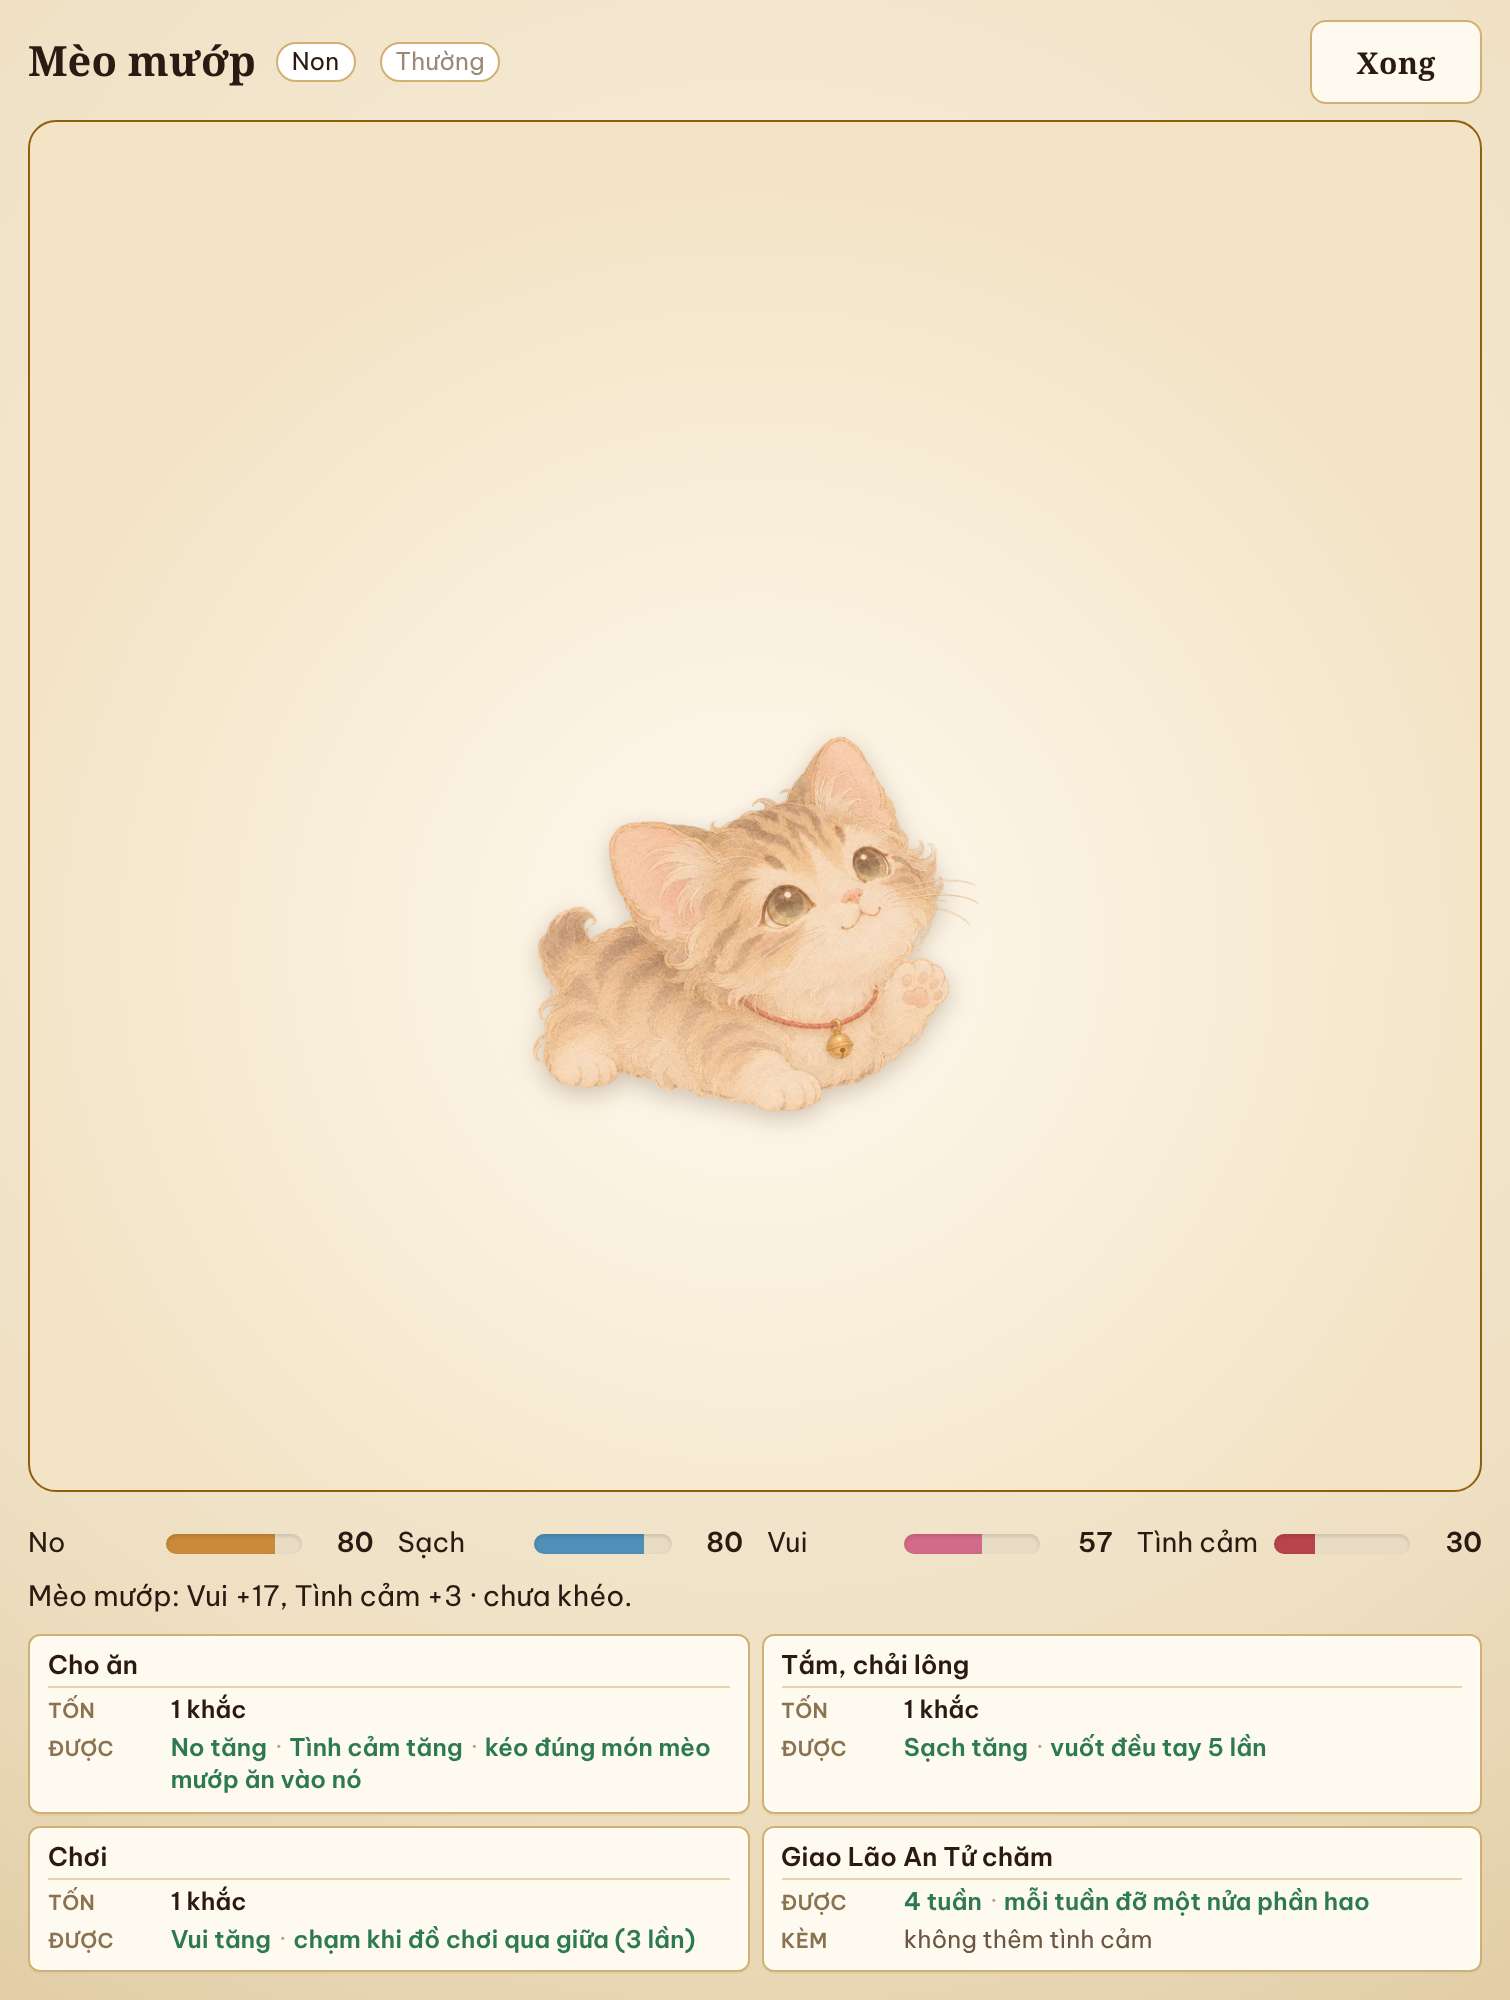 Mèo mướp
Non
Thường
Xong
No 80 Sạch 80 Vui 57 Tình cảm 30
Mèo mướp: Vui +17, Tình cảm +3 · chưa khéo.
Cho ăn
TỐN 1 khắc
ĐƯỢC No tăng · Tình cảm tăng · kéo đúng món mèo
mướp ăn vào nó
Tắm, chải lông
TỐN 1 khắc
ĐƯỢC Sạch tăng · vuốt đều tay 5 lần
Chơi
TỐN 1 khắc
ĐƯỢC Vui tăng · chạm khi đồ chơi qua giữa (3 lần)
Giao Lão An Tử chăm
ĐƯỢC 4 tuần · mỗi tuần đỡ một nửa phần hao
KÈM không thêm tình cảm